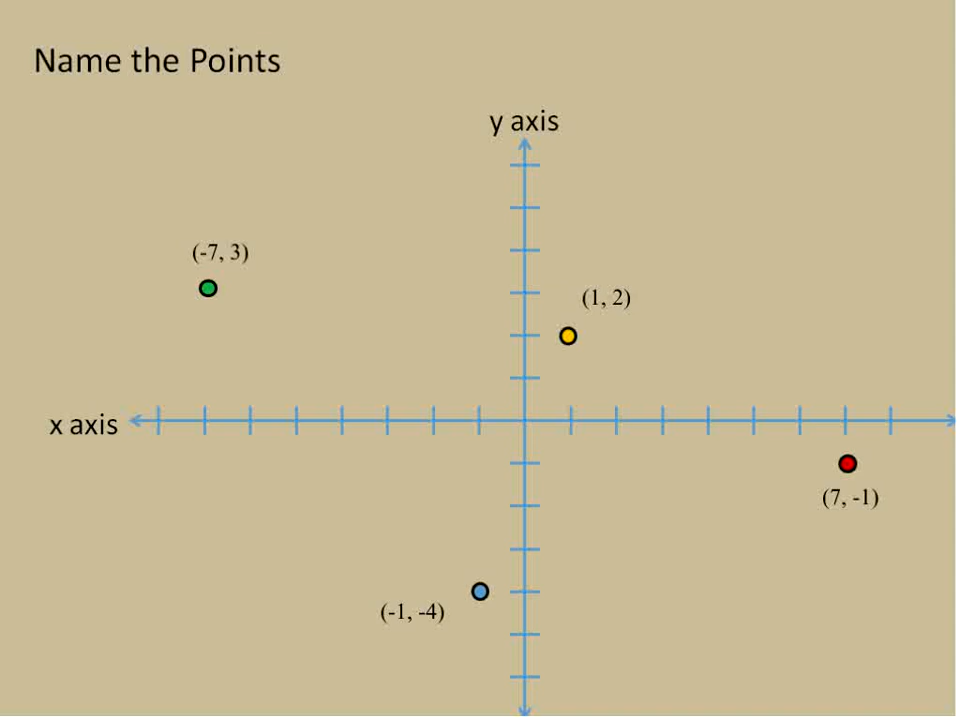 Name the Points
y axis
(-7, 3)
(1, 2)
x axis
(7, -1)
(-1, -4)